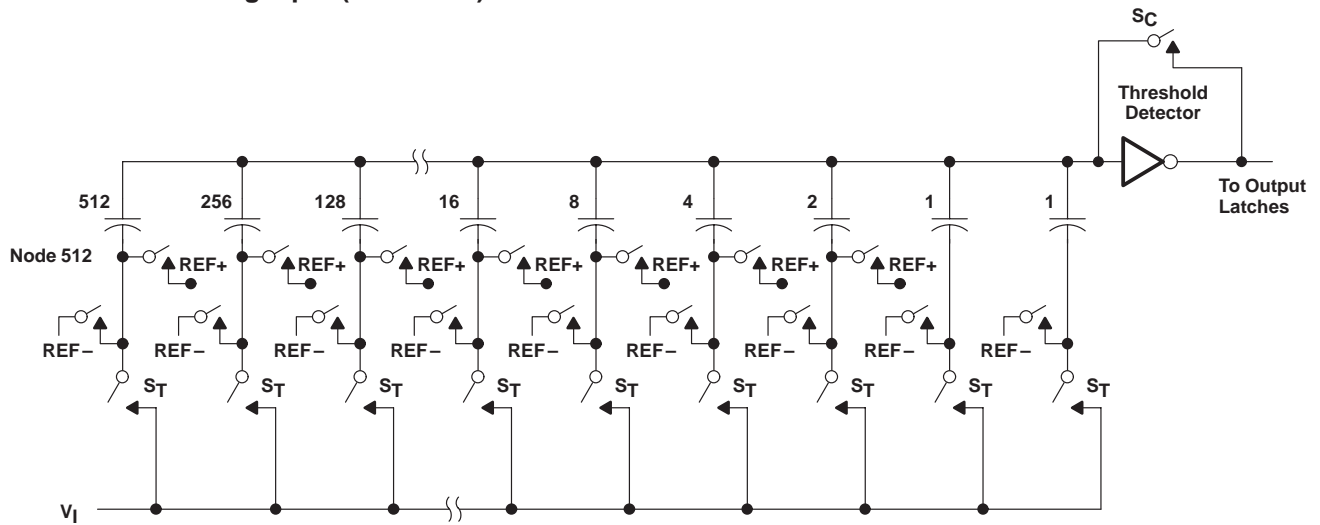 SC
Threshold
Detector
To Output
Latches
512 256 128 16 8 4 2 1 1
Node 512
REF+ REF+ REF+ REF+ REF+ REF+ REF+
REF– REF– REF– REF– REF– REF– REF– REF– REF–
ST ST ST ST ST ST ST ST ST
VI